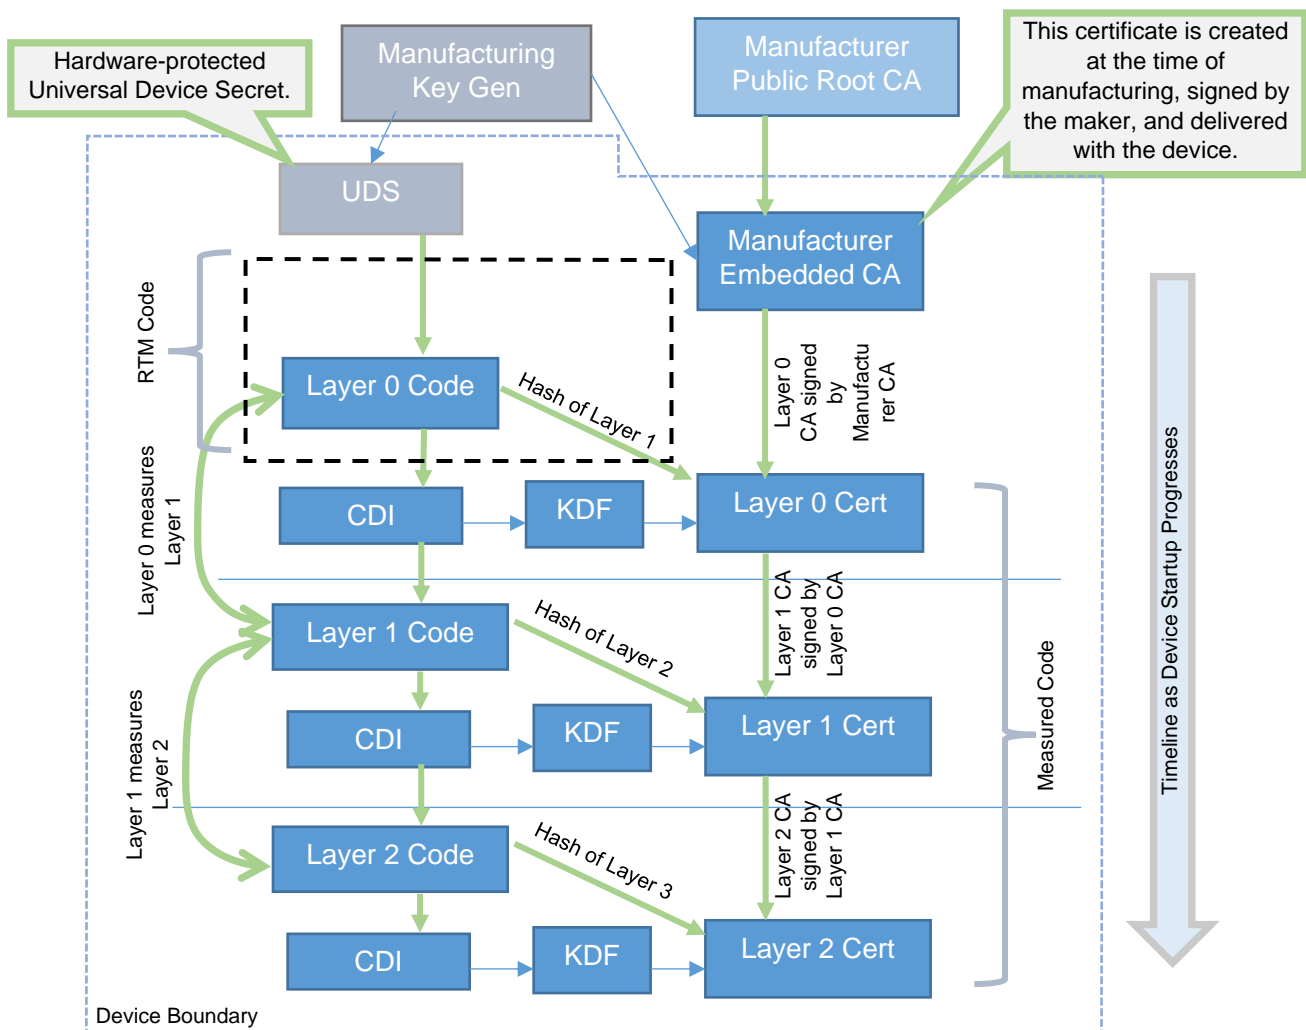 Hardware-protected
Universal Device Secret.
Manufacturing
Key Gen
Manufacturer
Public Root CA
This certificate is created
at the time of
manufacturing, signed by
the maker, and delivered
with the device.
UDS
Manufacturer
Embedded CA
RTM Code
Layer 0 Code
Hash of Layer 1
Layer 0
CA signed
by
Manufactu
rer CA
Layer 0 measures
Layer 1
CDI
KDF
Layer 0 Cert
Layer 1 Code
Hash of Layer 2
Layer 1 CA
signed by
Layer 0 CA
Layer 1 measures
Layer 2
CDI
KDF
Layer 1 Cert
Layer 2 Code
Hash of Layer 3
Layer 2 CA
signed by
Layer 1 CA
CDI
KDF
Layer 2 Cert
Measured Code
Timeline as Device Startup Progresses
Device Boundary